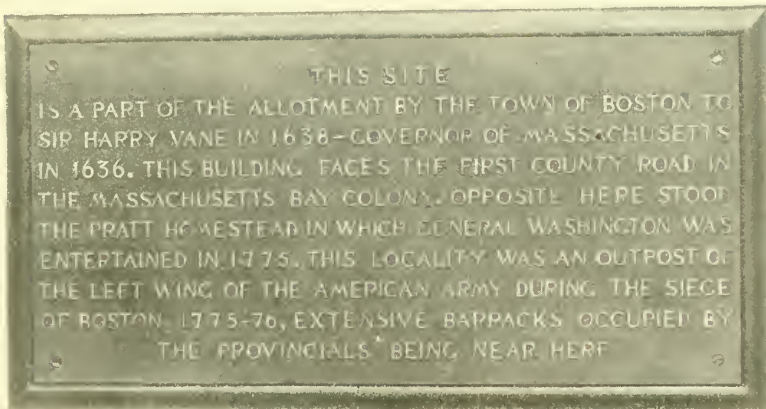 THIS SITE
IS A PART OF THE ALLOTMENT BY THE TOWN OF BOSTON TO
SIR HARRY VANE IN 1638-GOVERNOR OF MASSACHUSETTS
IN 1636. THIS BUILDING FACES THE FIRST COUNTY ROAD IN
THE MASSACHUSETTS BAY COLONY. OPPOSITE HERE STOOD
THE PRATT HOMESTEAD IN WHICH GENERAL WASHINGTON WAS
ENTERTAINED IN 1775. THIS LOCALITY WAS AN OUTPOST OF
THE LEFT WING OF THE AMERICAN ARMY DURING THE SIEGE
OF BOSTON, 1775-76, EXTENSIVE BARRACKS OCCUPIED BY
THE PROVINCIALS BEING NEAR HERE